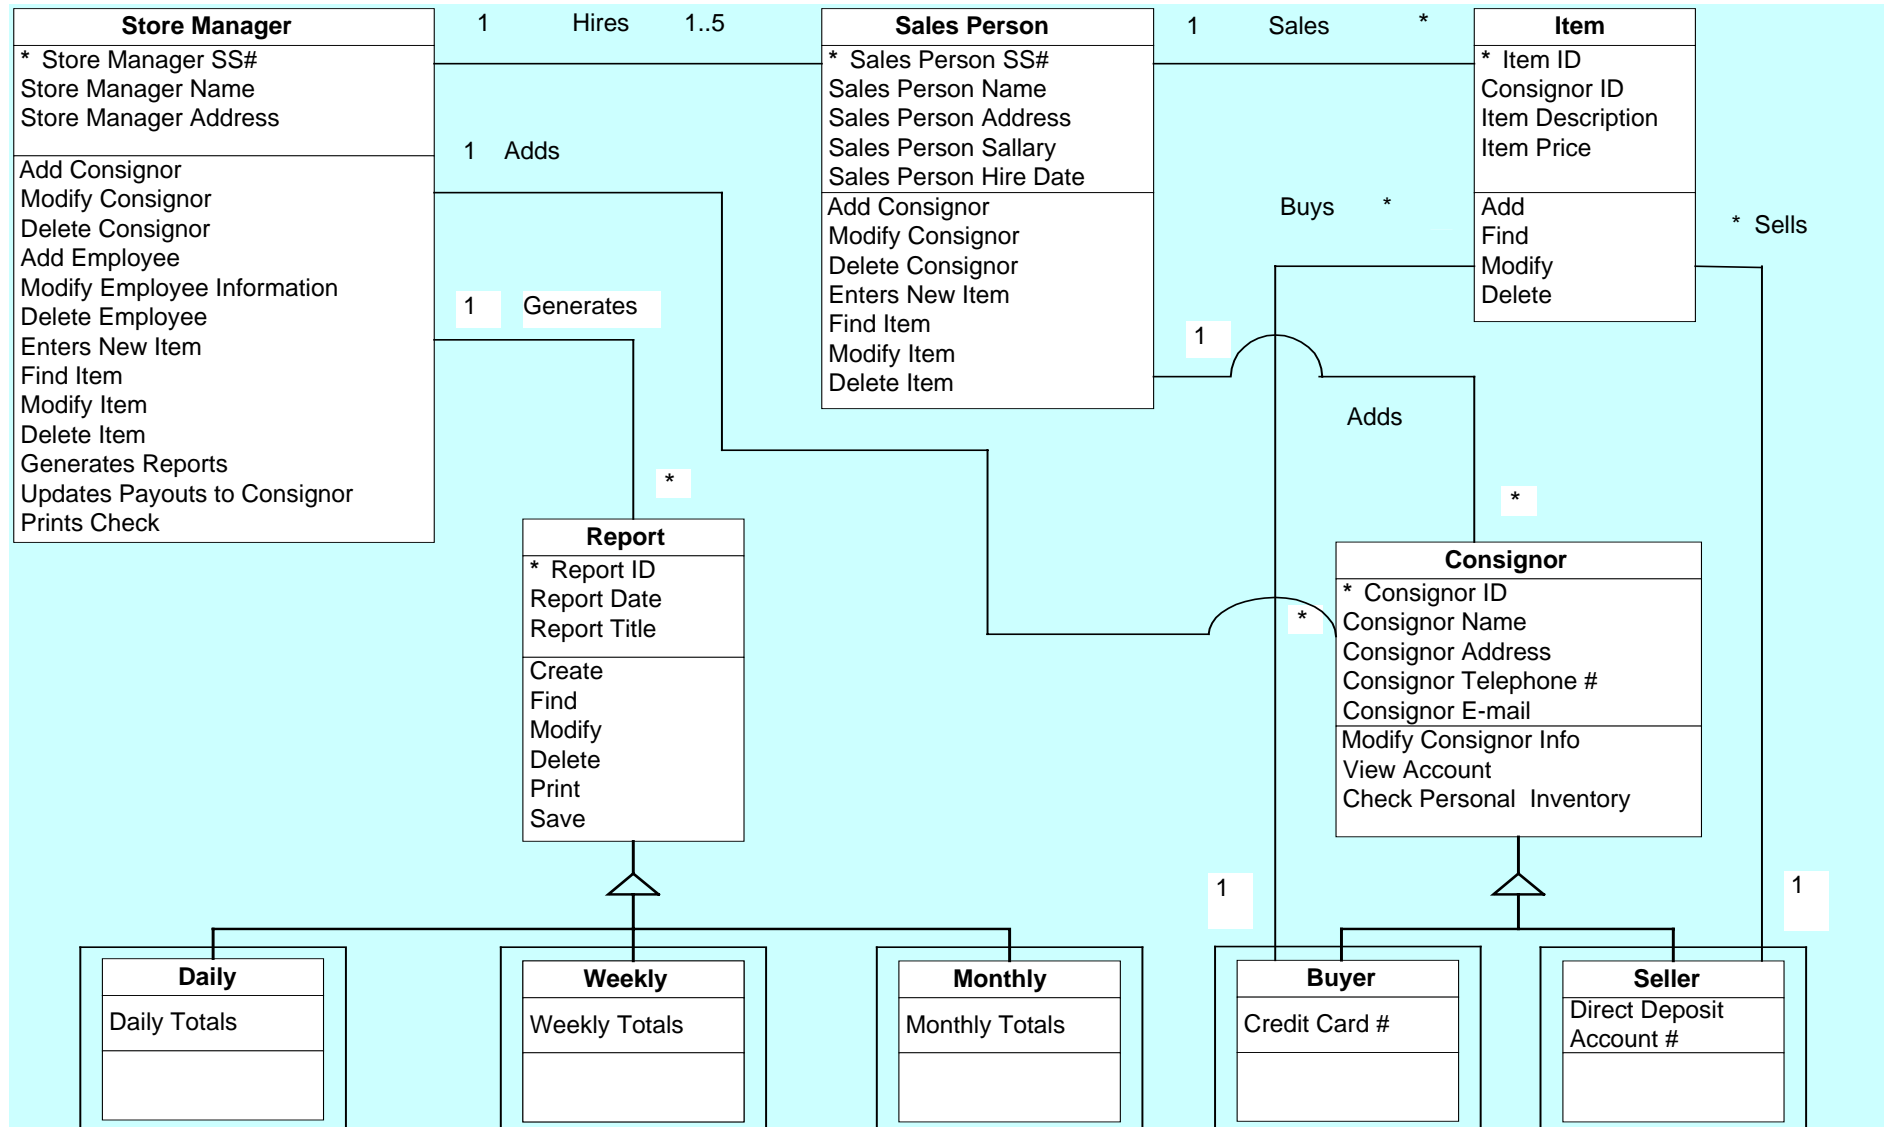 Store Manager
* Store Manager SS#
Store Manager Name
Store Manager Address
Add Consignor
Modify Consignor
Delete Consignor
Add Employee
Modify Employee Information
Delete Employee
Enters New Item
Find Item
Modify Item
Delete Item
Generates Reports
Updates Payouts to Consignor
Prints Check
1 Hires 1..5
1 Adds
1 Generates
*
Sales Person
* Sales Person SS#
Sales Person Name
Sales Person Address
Sales Person Sallary
Sales Person Hire Date
Add Consignor
Modify Consignor
Delete Consignor
Enters New Item
Find Item
Modify Item
Delete Item
1 Sales *
Buys *
1
Adds
*
*
Item
* Item ID
Consignor ID
Item Description
Item Price
Add
Find
Modify
Delete
* Sells
Report
* Report ID
Report Date
Report Title
Create
Find
Modify
Delete
Print
Save
Consignor
* Consignor ID
Consignor Name
Consignor Address
Consignor Telephone #
Consignor E-mail
Modify Consignor Info
View Account
Check Personal Inventory
1
1
Daily
Daily Totals
Weekly
Weekly Totals
Monthly
Monthly Totals
Buyer
Credit Card #
Seller
Direct Deposit
Account #